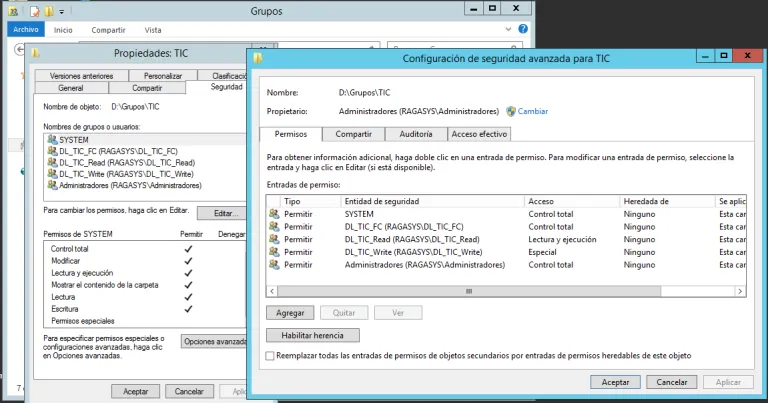 Grupos
Archivo Inicio Compartir Vista
Propiedades: TIC
Versiones anteriores Personalizar Clasificació
General Compartir Seguridad
Nombre de objeto: D:\Grupos\TIC
Nombres de grupos o usuarios:
SYSTEM
DL_TIC_FC (RAGASYS\DL_TIC_FC)
DL_TIC_Read (RAGASYS\DL_TIC_Read)
DL_TIC_Write (RAGASYS\DL_TIC_Write)
Administradores (RAGASYS\Administradores)
Para cambiar los permisos, haga clic en Editar. Editar...
Permisos de SYSTEM Permitir Denegar
Control total
Modificar
Lectura y ejecución
Mostrar el contenido de la carpeta
Lectura
Escritura
Permisos especiales
Para especificar permisos especiales o
configuraciones avanzadas, haga clic
en Opciones avanzadas.
Opciones avanzada
Aceptar Cancelar Aplic
Configuración de seguridad avanzada para TIC
Nombre: D:\Grupos\TIC
Propietario: Administradores (RAGASYS\Administradores) Cambiar
Permisos Compartir Auditoría Acceso efectivo
Para obtener información adicional, haga doble clic en una entrada de permiso. Para modificar una entrada de permiso, seleccione la
entrada y haga clic en Editar (si está disponible).
Entradas de permiso:
Tipo Entidad de seguridad Acceso Heredada de Se aplic
Permitir SYSTEM Control total Ninguno Esta car
Permitir DL_TIC_FC (RAGASYS\DL_TIC_FC) Control total Ninguno Esta car
Permitir DL_TIC_Read (RAGASYS\DL_TIC_Read) Lectura y ejecución Ninguno Esta car
Permitir DL_TIC_Write (RAGASYS\DL_TIC_Write) Especial Ninguno Esta car
Permitir Administradores (RAGASYS\Administradores) Control total Ninguno Esta car
Agregar Quitar Ver
Habilitar herencia
Reemplazar todas las entradas de permisos de objetos secundarios por entradas de permisos heredables de este objeto
Aceptar Cancelar Aplicar